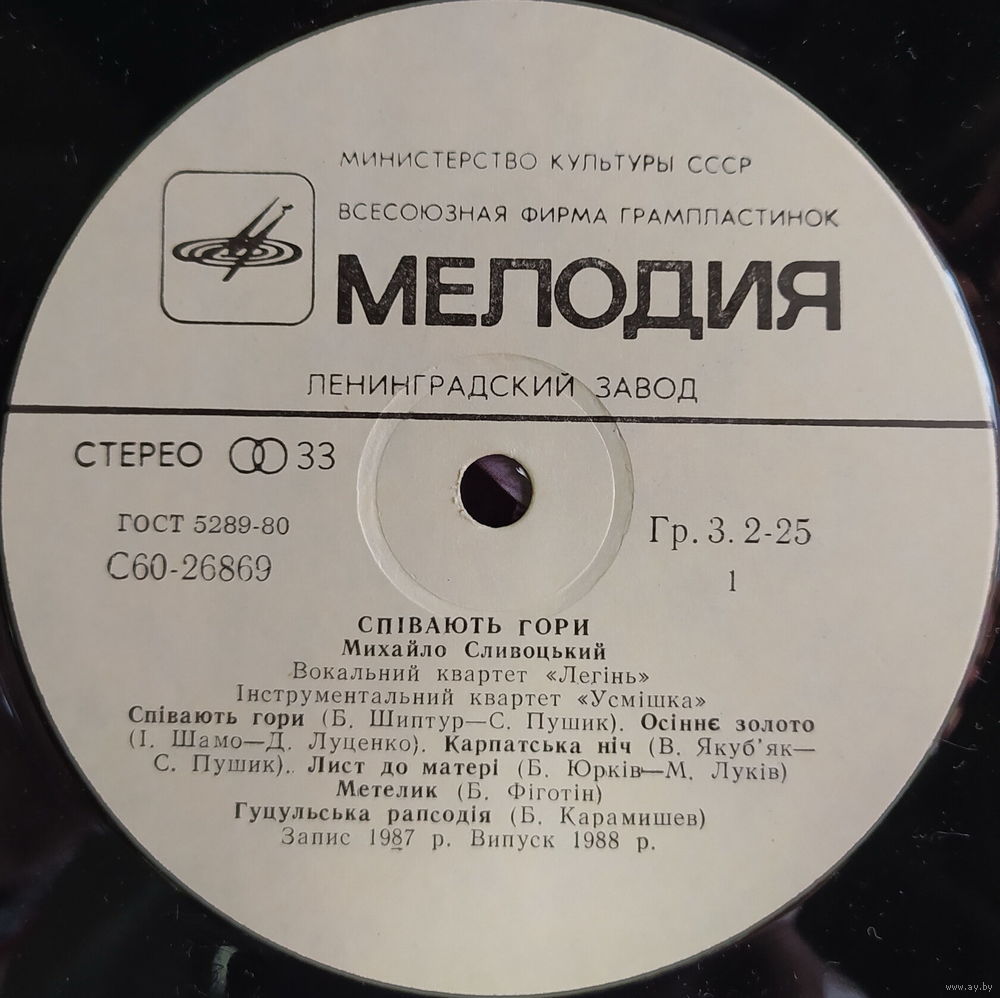 МИНИСТЕРСТВО КУЛЬТУРЫ СССР
ВСЕСОЮЗНАЯ ФИРМА ГРАМПЛАСТИНОК
МЕЛОДИЯ
ЛЕНИНГРАДСКИЙ ЗАВОД
СТЕРЕО 33
ГОСТ 5289-80
С60-26869
Гр. 3. 2-25
1
СПІВАЮТЬ ГОРИ
Михайло Сливоцький
Вокальний квартет «Легінь»
Інструментальний квартет «Усмішка»
Співають гори (Б. Шиптур—С. Пушик). Осіннє золото
(І. Шамо—Д. Луценко). Карпатська ніч (В. Якуб'як—
С. Пушик). Лист до матері (Б. Юрків—М. Луків)
Метелик (Б. Фіготін)
Гуцульська рапсодія (Б. Карамишев)
Запис 1987 р. Випуск 1988 р.
www.ay.by